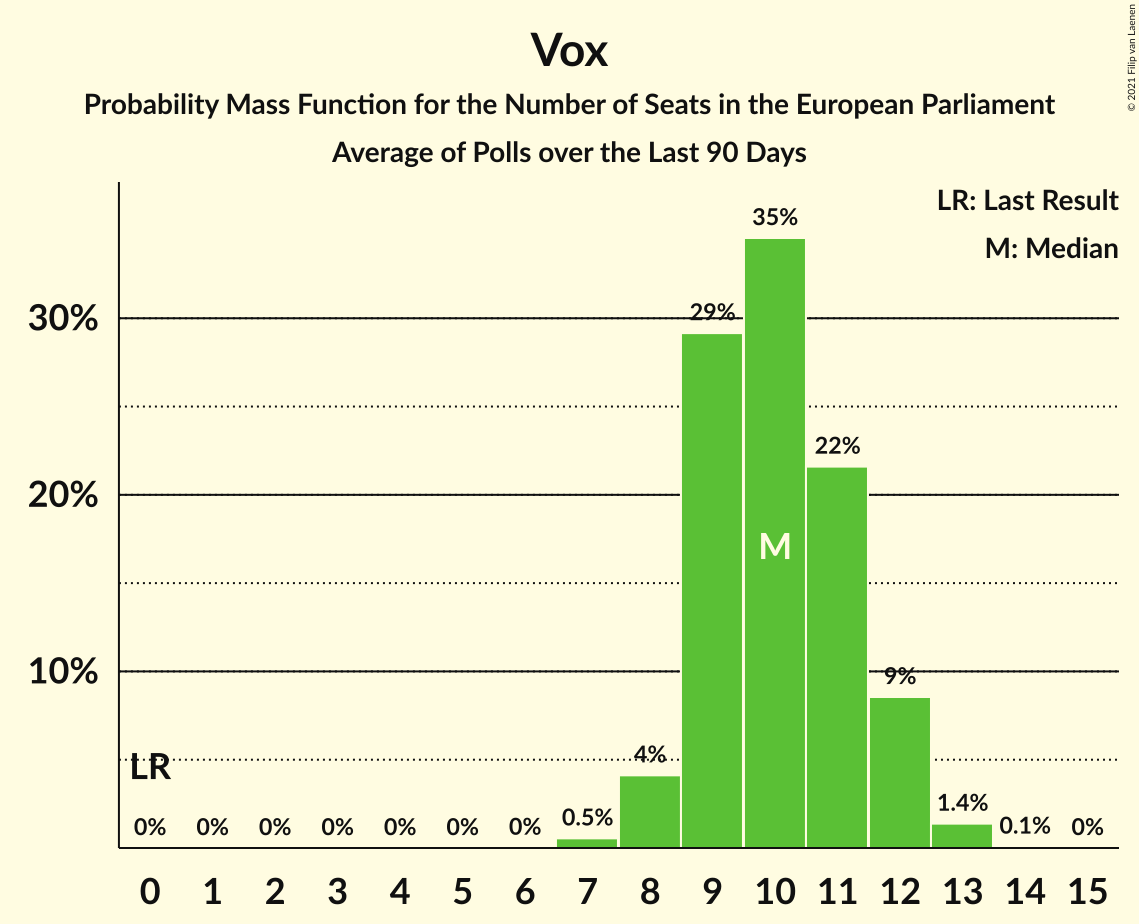 Vox
Probability Mass Function for the Number of Seats in the European Parliament
Average of Polls over the Last 90 Days
© 2021 Filip van Laenen
LR: Last Result
M: Median
30%
20%
10%
LR
0% 0% 0% 0% 0% 0% 0% 0.5% 4% 29% 35% 22% 9% 1.4% 0.1% 0%
M
0 1 2 3 4 5 6 7 8 9 10 11 12 13 14 15